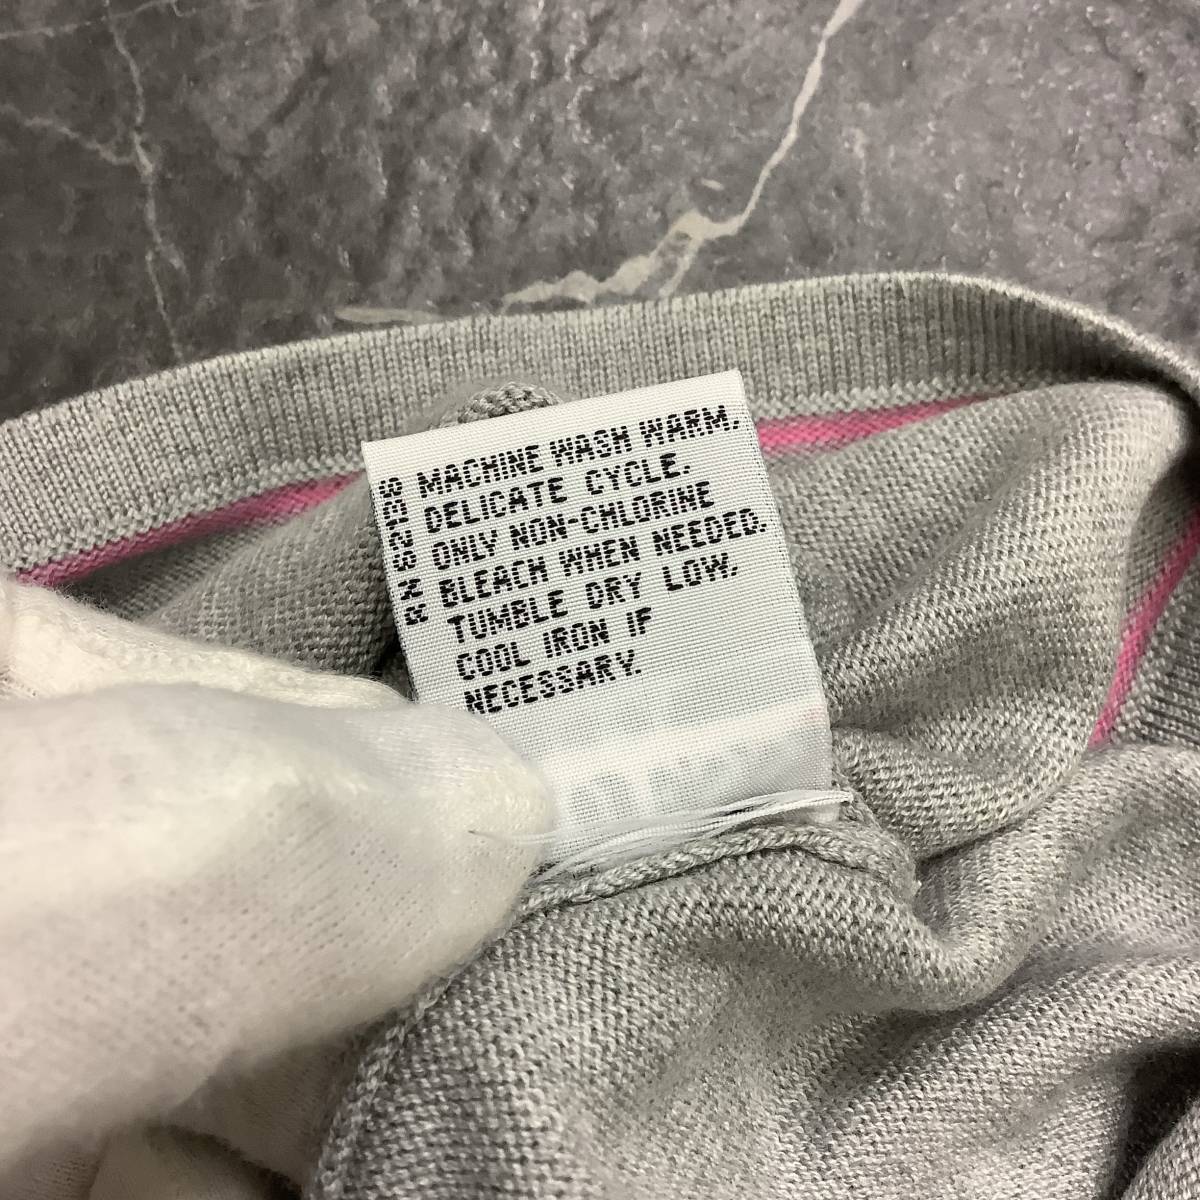 MACHINE WASH WARM,
DELICATE CYCLE.
ONLY NON-CHLORINE
BLEACH WHEN NEEDED.
TUMBLE DRY LOW.
COOL IRON IF
NECESSARY.
RN 92136